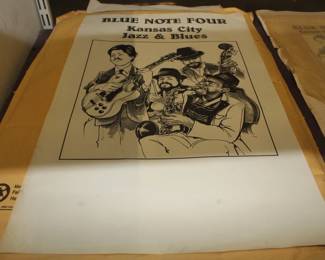 BLUE NOTE FOUR
Kansas City
Jazz & Blues